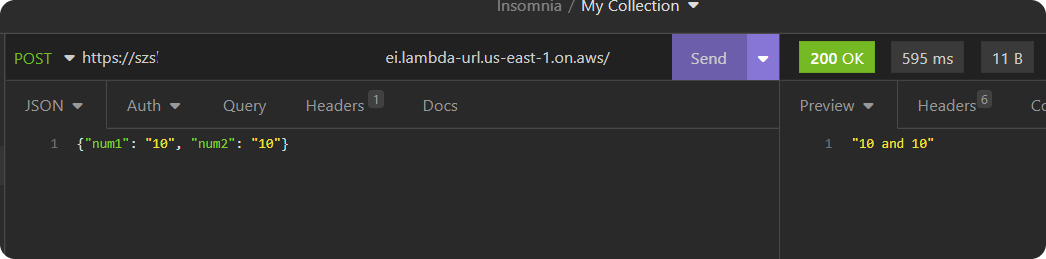 Insomnia / My Collection
POST https://szs ei.lambda-url.us-east-1.on.aws/ Send 200 OK 595 ms 11 B
JSON Auth Query Headers 1 Docs Preview Headers 6
1 {"num1": "10", "num2": "10"} 1 "10 and 10"